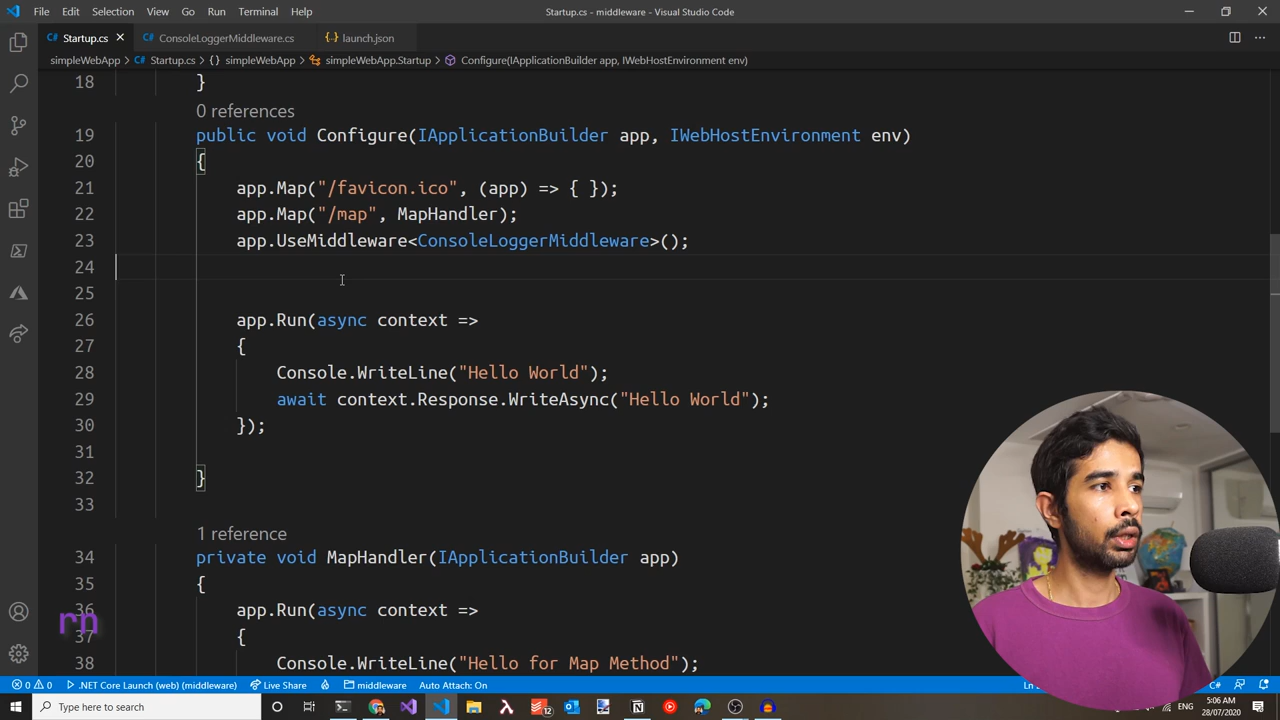 File Edit Selection View Go Run Terminal Help
Startup.cs - middleware - Visual Studio Code
C# Startup.cs × C# ConsoleLoggerMiddleware.cs {} launch.json
simpleWebApp > C# Startup.cs > {} simpleWebApp > simpleWebApp.Startup > Configure(IApplicationBuilder app, IWebHostEnvironment env)
18 }
0 references
19 public void Configure(IApplicationBuilder app, IWebHostEnvironment env)
20 {
21 app.Map("/favicon.ico", (app) => { });
22 app.Map("/map", MapHandler);
23 app.UseMiddleware<ConsoleLoggerMiddleware>();
24
25
26 app.Run(async context =>
27 {
28 Console.WriteLine("Hello World");
29 await context.Response.WriteAsync("Hello World");
30 });
31
32 }
33
1 reference
34 private void MapHandler(IApplicationBuilder app)
35 {
36 app.Run(async context =>
37 {
38 Console.WriteLine("Hello for Map Method");
rn
0 0 .NET Core Launch (web) (middleware) Live Share middleware Auto Attach: On C#
Type here to search
12
ENG
5:06 AM
28/07/2020